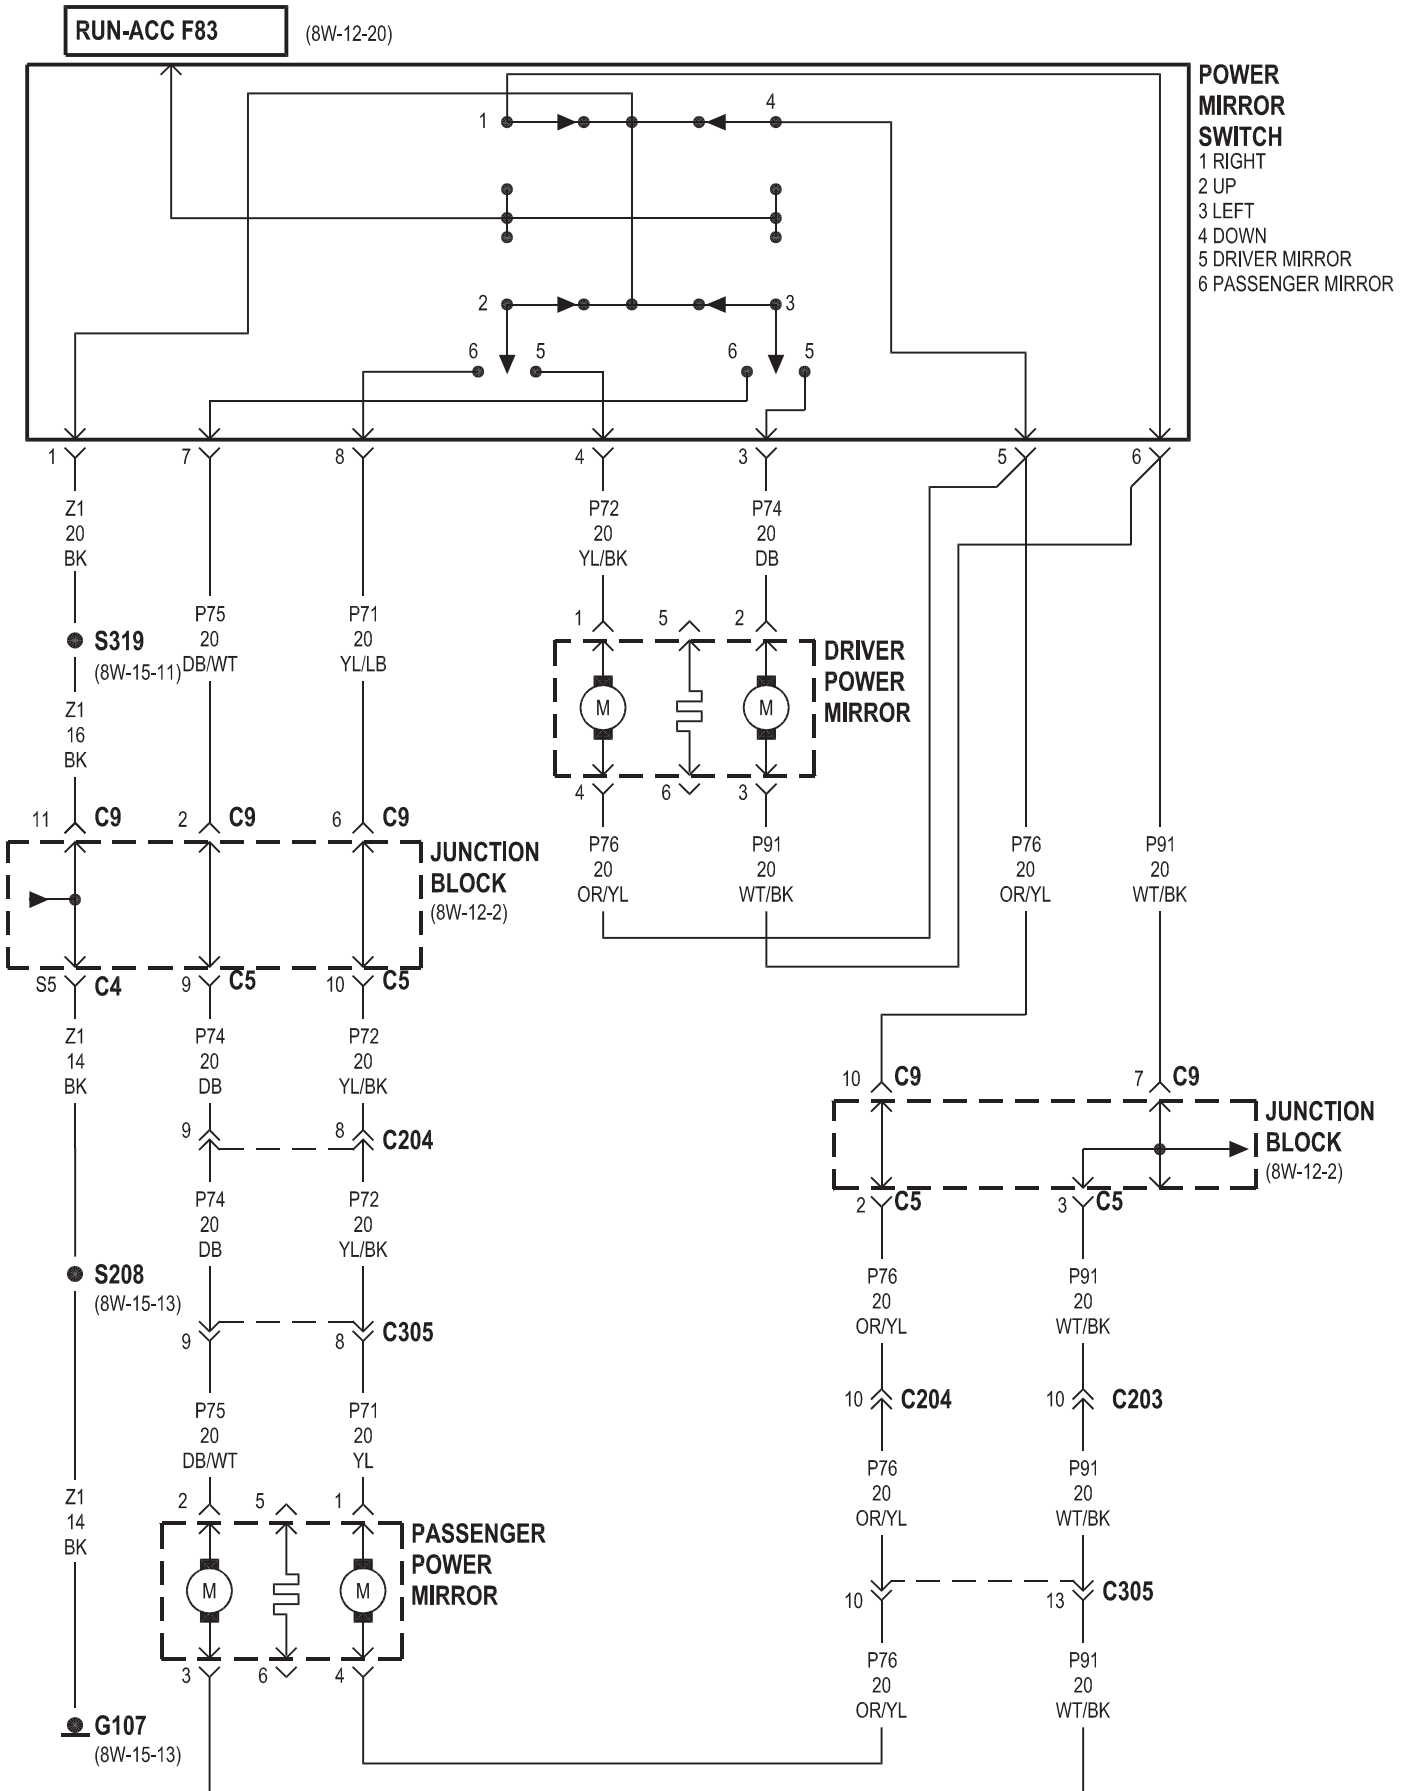 RUN-ACC F83 (8W-12-20)
POWER
MIRROR
SWITCH
1 RIGHT
2 UP
3 LEFT
4 DOWN
5 DRIVER MIRROR
6 PASSENGER MIRROR
1 4
2 3
6 5 6 5
1 7 8 4 3 5 6
Z1 P72 P74
20 20 20
BK YL/BK DB
P75 P71
20 20
DB/WT YL/LB
S319
(8W-15-11)
1 5 2
DRIVER
POWER
MIRROR
M M
4 6 3
Z1
16
BK
11 C9 2 C9 6 C9
JUNCTION
BLOCK
(8W-12-2)
P76 P91 P76 P91
20 20 20 20
OR/YL WT/BK OR/YL WT/BK
S5 C4 9 C5 10 C5
Z1 P74 P72
14 20 20
BK DB YL/BK
10 C9 7 C9
JUNCTION
BLOCK
(8W-12-2)
9 8 C204
2 C5 3 C5
P74 P72
20 20
DB YL/BK
S208
(8W-15-13)
P76 P91
20 20
OR/YL WT/BK
9 8 C305
10 C204 10 C203
P75 P71
20 20
DB/WT YL
P76 P91
20 20
OR/YL WT/BK
Z1
14
BK
2 5 1
PASSENGER
POWER
MIRROR
M M
10 13 C305
3 6 4
P76 P91
20 20
OR/YL WT/BK
G107
(8W-15-13)